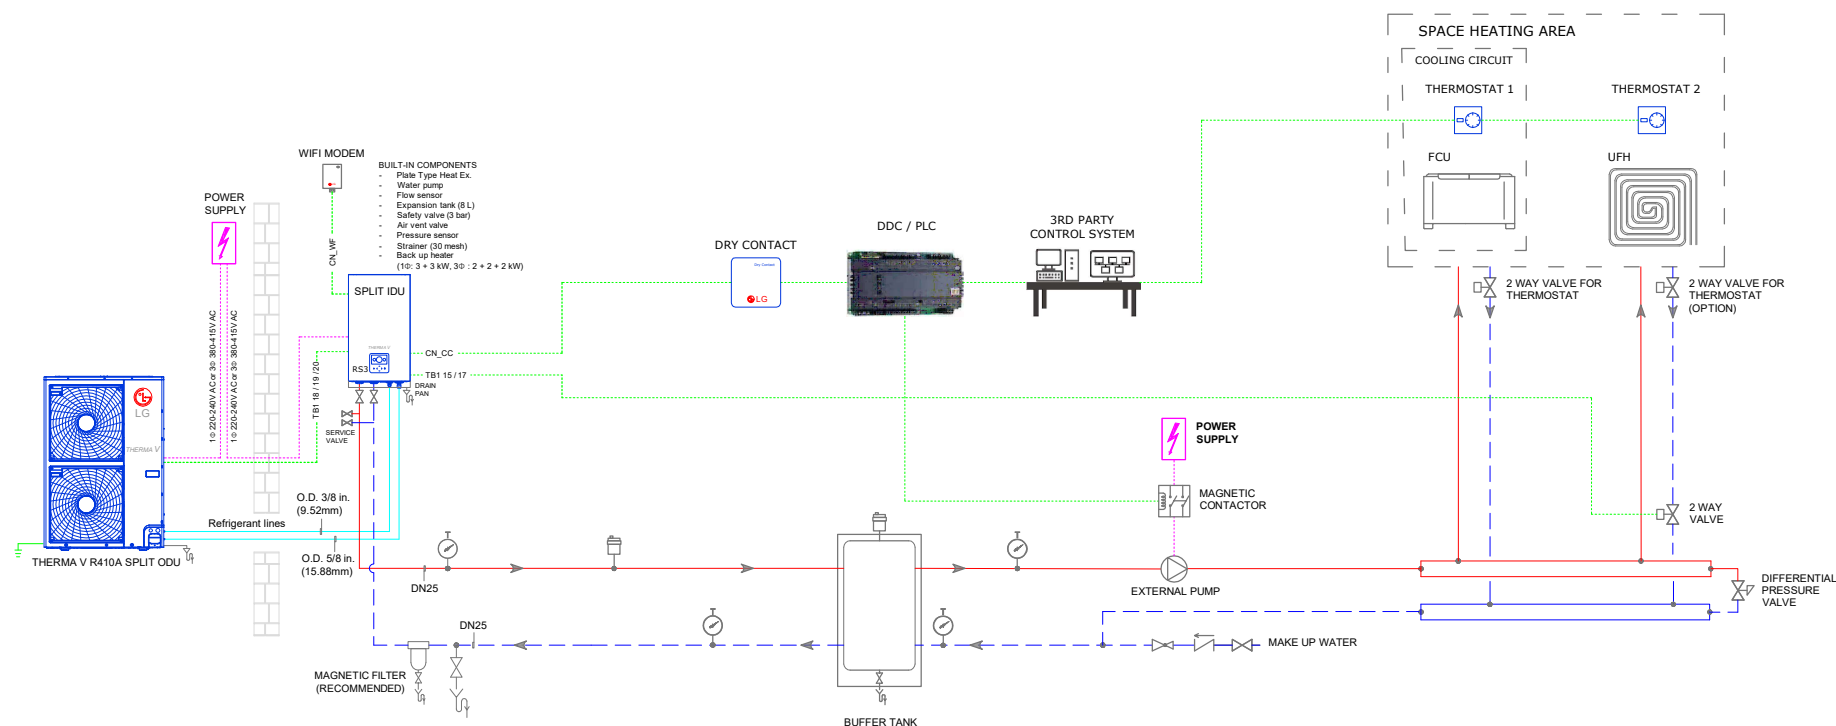 SPACE HEATING AREA
COOLING CIRCUIT
THERMOSTAT 1
THERMOSTAT 2
FCU
UFH
WIFI MODEM
BUILT-IN COMPONENTS
- Plate Type Heat Ex.
- Water pump
- Flow sensor
- Expansion tank (8 L)
- Safety valve (3 bar)
- Air vent valve
- Pressure sensor
- Strainer (30 mesh)
- Back up heater
(1Φ: 3 + 3 kW, 3Φ : 2 + 2 + 2 kW)
POWER
SUPPLY
CN_WF
DRY CONTACT
Dry Contact
LG
DDC / PLC
3RD PARTY
CONTROL SYSTEM
2 WAY VALVE FOR
THERMOSTAT
2 WAY VALVE FOR
THERMOSTAT
(OPTION)
SPLIT IDU
THERMA V
RS3
CN_CC
TB1 15 / 17
DRAIN
PAN
1Φ 220-240V AC or 3Φ 380-415V AC
1Φ 220-240V AC or 3Φ 380-415V AC
TB1 18 / 19 / 20
SERVICE
VALVE
LG
THERMA V
POWER
SUPPLY
MAGNETIC
CONTACTOR
2 WAY
VALVE
O.D. 3/8 in.
(9.52mm)
Refrigerant lines
O.D. 5/8 in.
(15.88mm)
THERMA V R410A SPLIT ODU
DN25
EXTERNAL PUMP
DIFFERENTIAL
PRESSURE
VALVE
DN25
MAKE UP WATER
MAGNETIC FILTER
(RECOMMENDED)
BUFFER TANK